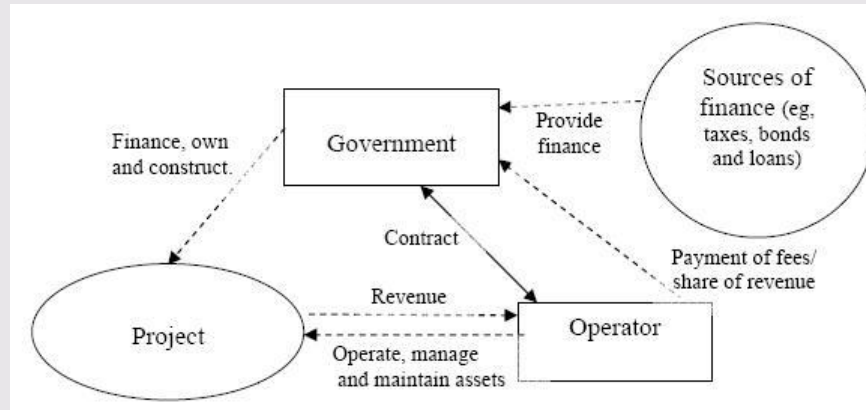 Sources of
finance (eg,
taxes, bonds
and loans)
Provide
finance
Government
Finance, own
and construct.
Contract
Payment of fees/
share of revenue
Revenue
Operator
Project
Operate, manage
and maintain assets